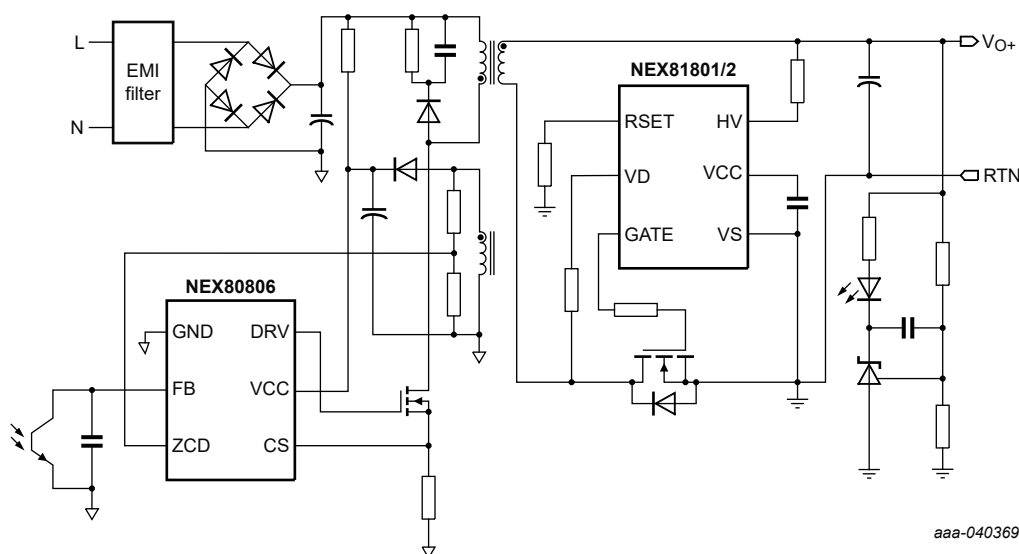 L
EMI
filter
N
NEX81801/2
RSET
HV
VD
VCC
GATE
VS
VO+
RTN
NEX80806
GND
DRV
FB
VCC
ZCD
CS
aaa-040369